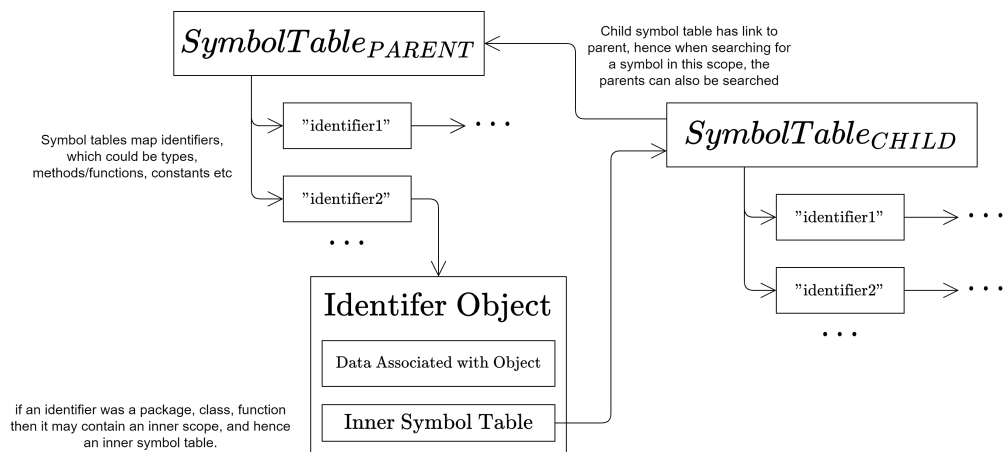 SymbolTable_PARENT
Child symbol table has link to
parent, hence when searching for
a symbol in this scope, the
parents can also be searched
"identifier1"
...
Symbol tables map identifiers,
which could be types,
methods/functions, constants etc
SymbolTable_CHILD
"identifier2"
...
"identifier1"
...
Identifer Object
"identifier2"
...
...
Data Associated with Object
if an identifier was a package, class, function
then it may contain an inner scope, and hence
an inner symbol table.
Inner Symbol Table